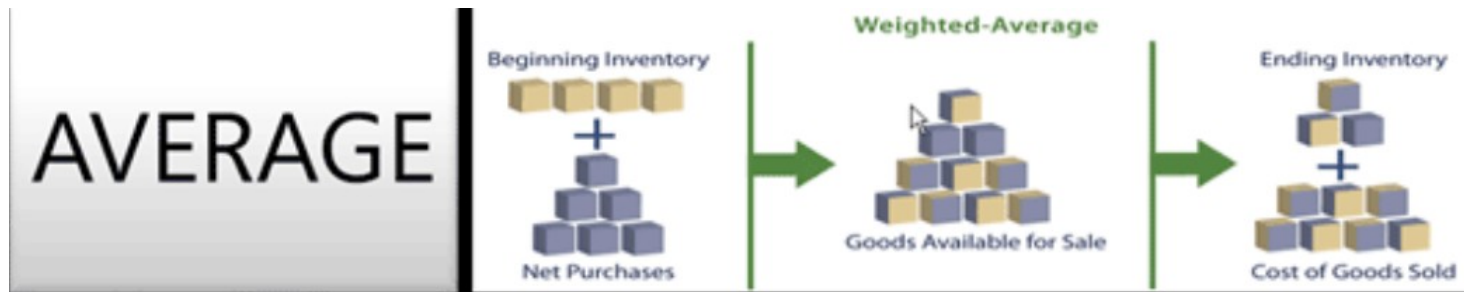 AVERAGE
Weighted-Average
Beginning Inventory
+
Net Purchases
Goods Available for Sale
Ending Inventory
+
Cost of Goods Sold